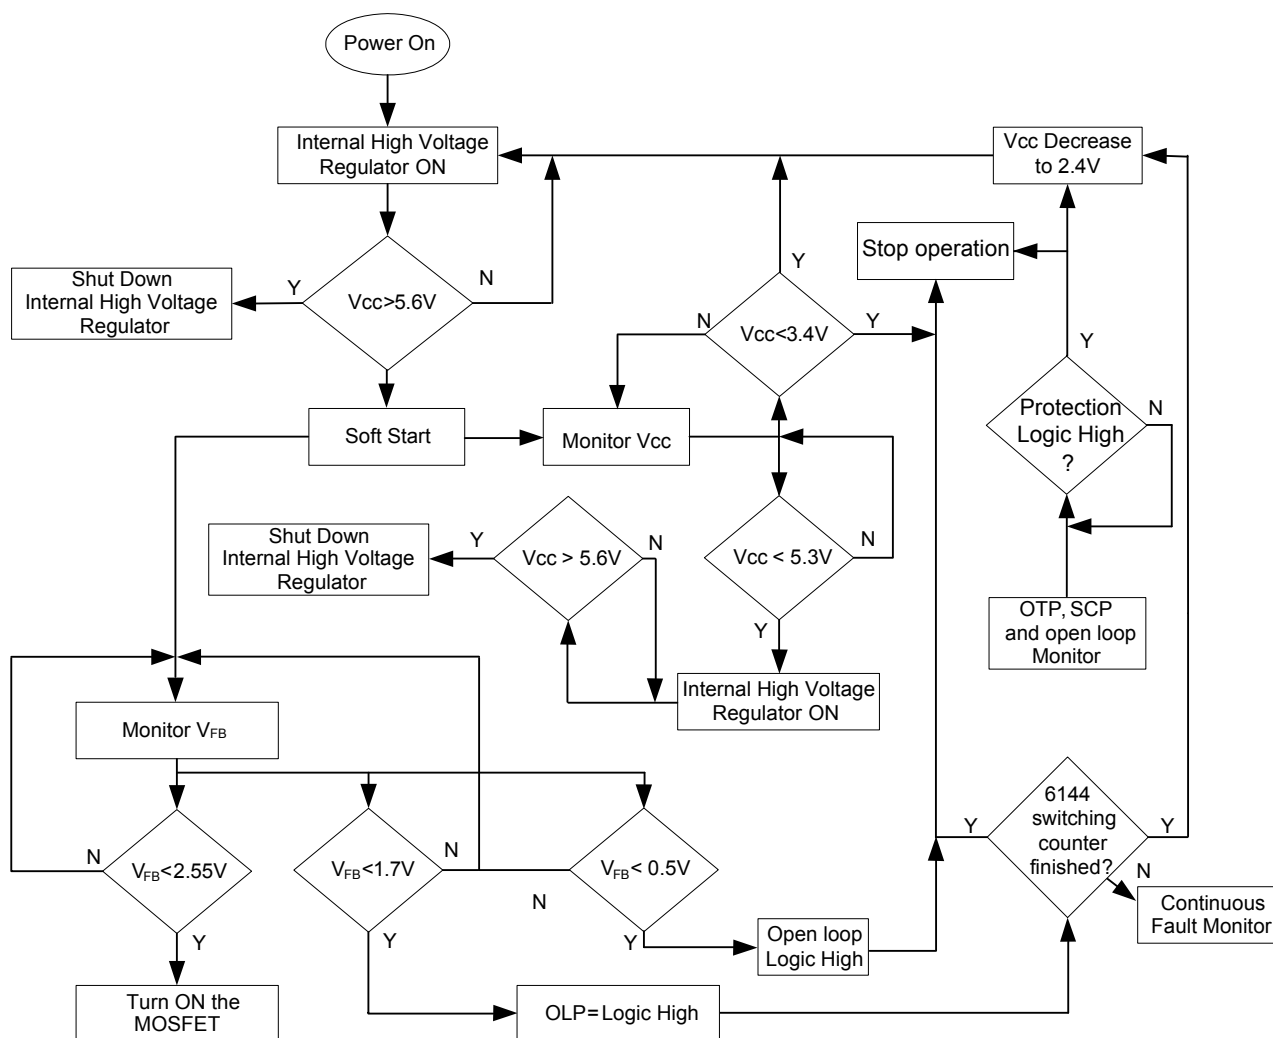 Power On
Internal High Voltage
Regulator ON
Vcc Decrease
to 2.4V
Stop operation
Shut Down
Internal High Voltage
Regulator
Y
Vcc>5.6V
N
Y
N
Vcc<3.4V
Y
Y
Protection
Logic High
?
N
Soft Start
Monitor Vcc
Shut Down
Internal High Voltage
Regulator
Y
Vcc > 5.6V
N
Vcc < 5.3V
N
Y
OTP, SCP
and open loop
Monitor
Internal High Voltage
Regulator ON
Monitor VFB
N
VFB<2.55V
Y
VFB<1.7V
N
Y
VFB< 0.5V
N
Y
Y
6144
switching
counter
finished?
Y
N
Continuous
Fault Monitor
Open loop
Logic High
Turn ON the
MOSFET
OLP=Logic High